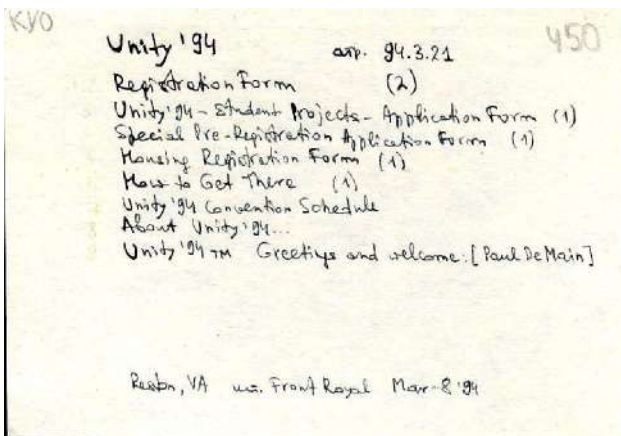 KVO
450
Unity '94 anp. 94.3.21
Registration Form (2)
Unity '94 - Student Projects - Application Form (1)
Special Pre-Registration Application Form (1)
Housing Registration Form (1)
How to Get There (1)
Unity '94 Convention Schedule
About Unity '94...
Unity '94 TM Greetings and welcome: [Paul DeMain]
Reston, VA Front Royal Mar-8 '94